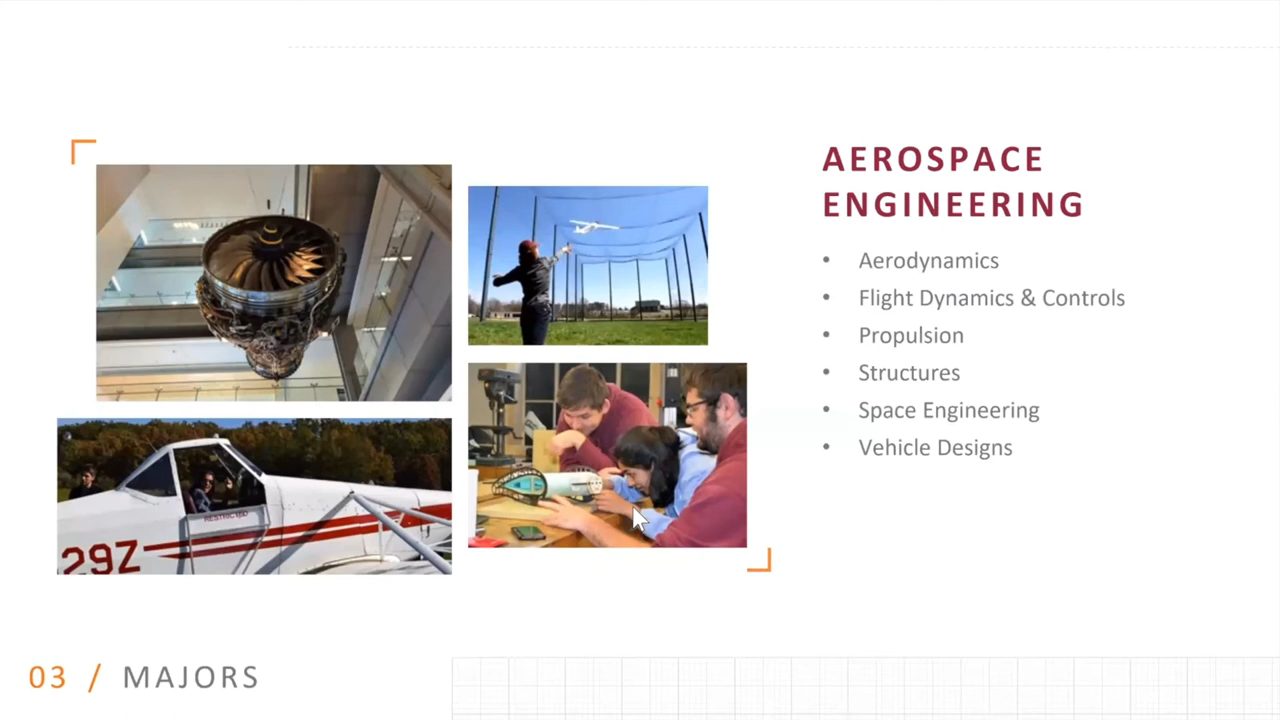 AEROSPACE
ENGINEERING
• Aerodynamics
• Flight Dynamics & Controls
• Propulsion
• Structures
• Space Engineering
• Vehicle Designs
RESTRICTED
29Z
03 / MAJORS